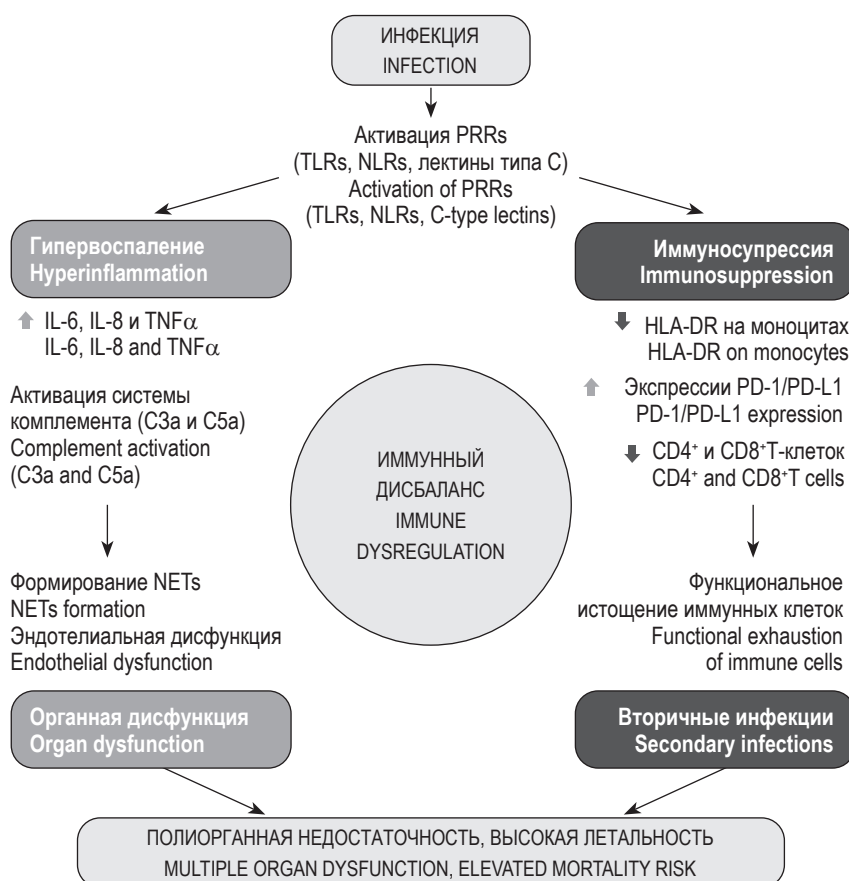 ИНФЕКЦИЯ
INFECTION
Активация PRRs
(TLRs, NLRs, лектины типа С)
Activation of PRRs
(TLRs, NLRs, C-type lectins)
Гипервоспаление
Hyperinflammation
IL-6, IL-8 и TNFα
IL-6, IL-8 and TNFα
Активация системы
комплемента (C3a и C5a)
Complement activation
(C3a and C5a)
Формирование NETs
NETs formation
Эндотелиальная дисфункция
Endothelial dysfunction
Органная дисфункция
Organ dysfunction
ИММУННЫЙ
ДИСБАЛАНС
IMMUNE
DYSREGULATION
Иммуносупрессия
Immunosuppression
HLA-DR на моноцитах
HLA-DR on monocytes
Экспрессии PD-1/PD-L1
PD-1/PD-L1 expression
CD4⁺ и CD8⁺T-клеток
CD4⁺ and CD8⁺T cells
Функциональное
истощение иммунных клеток
Functional exhaustion
of immune cells
Вторичные инфекции
Secondary infections
ПОЛИОРГАННАЯ НЕДОСТАТОЧНОСТЬ, ВЫСОКАЯ ЛЕТАЛЬНОСТЬ
MULTIPLE ORGAN DYSFUNCTION, ELEVATED MORTALITY RISK